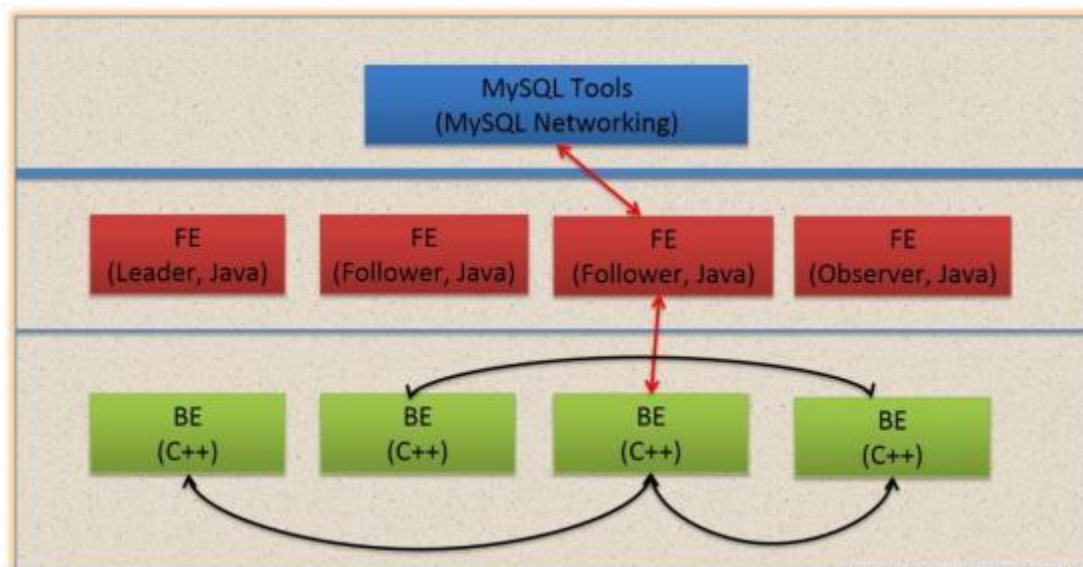 MySQL Tools
(MySQL Networking)
FE
(Leader, Java)
FE
(Follower, Java)
FE
(Follower, Java)
FE
(Observer, Java)
BE
(C++)
BE
(C++)
BE
(C++)
BE
(C++)